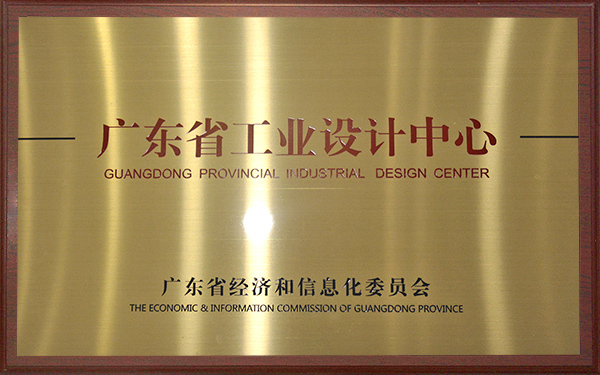 广东省工业设计中心
GUANGDONG PROVINCIAL INDUSTRIAL DESIGN CENTER
广东省经济和信息化委员会
THE ECONOMIC & INFORMATION COMMISSION OF GUANGDONG PROVINCE